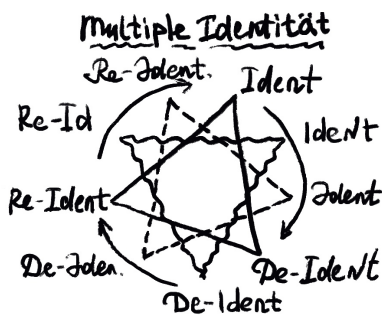 Multiple Identität
Re-Ident.
Ident
Re-Id
Ident
Re-Ident
Ident
De-Iden.
De-Ident
De-Ident